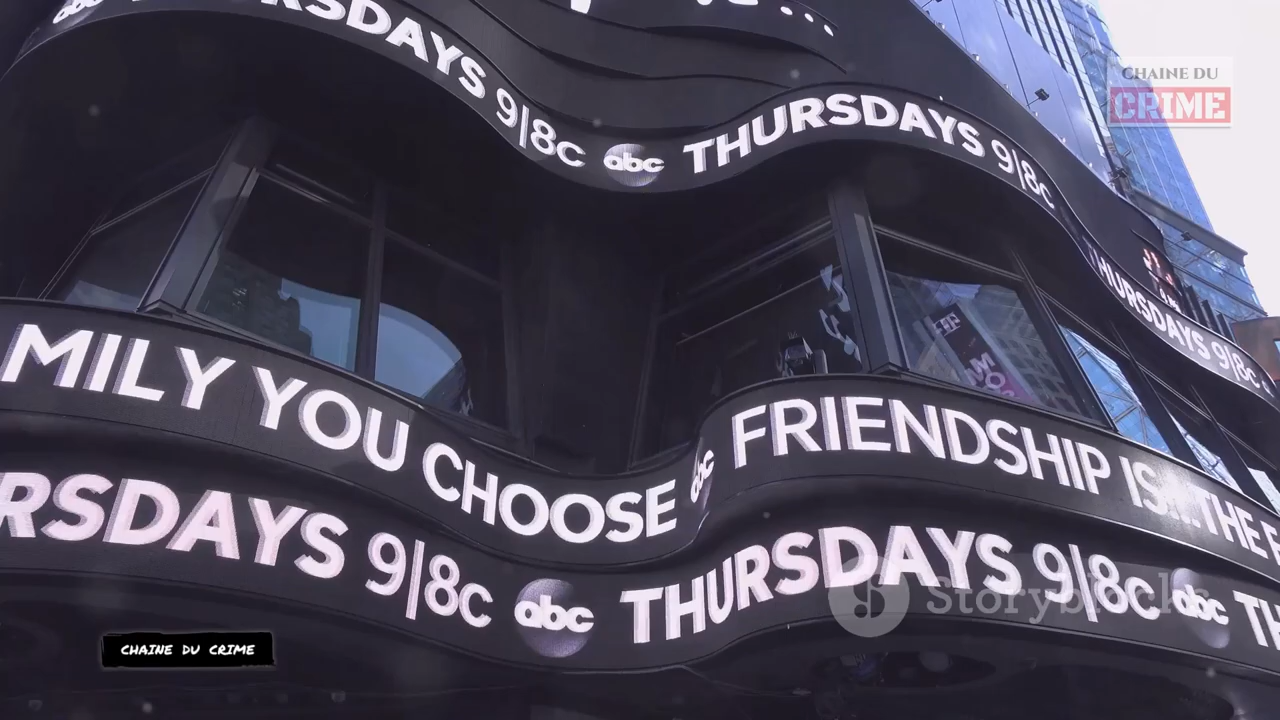 THURSDAYS 9|8c abc THURSDAYS 9|8c
CHAINE DU
CRIME
THURSDAYS 9|8c
MILY YOU CHOOSE abc FRIENDSHIP IS...THE
RSDAYS 9|8c abc THURSDAYS 9|8c abc TH
Storyblocks
CHAINE DU CRIME